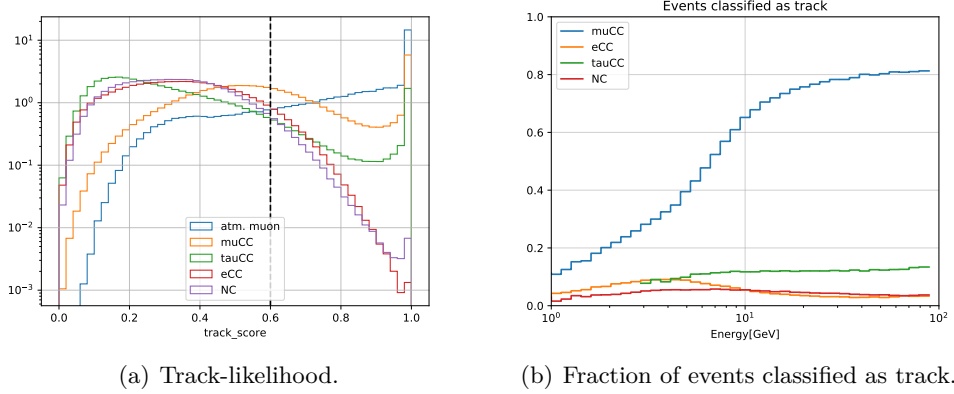 10¹
10⁰
10⁻¹
10⁻²
10⁻³
0.0 0.2 0.4 0.6 0.8 1.0
track_score
atm. muon
muCC
tauCC
eCC
NC
(a) Track-likelihood.
Events classified as track
1.0
0.8
0.6
0.4
0.2
0.0
10⁰ 10¹ 10²
Energy[GeV]
muCC
eCC
tauCC
NC
(b) Fraction of events classified as track.